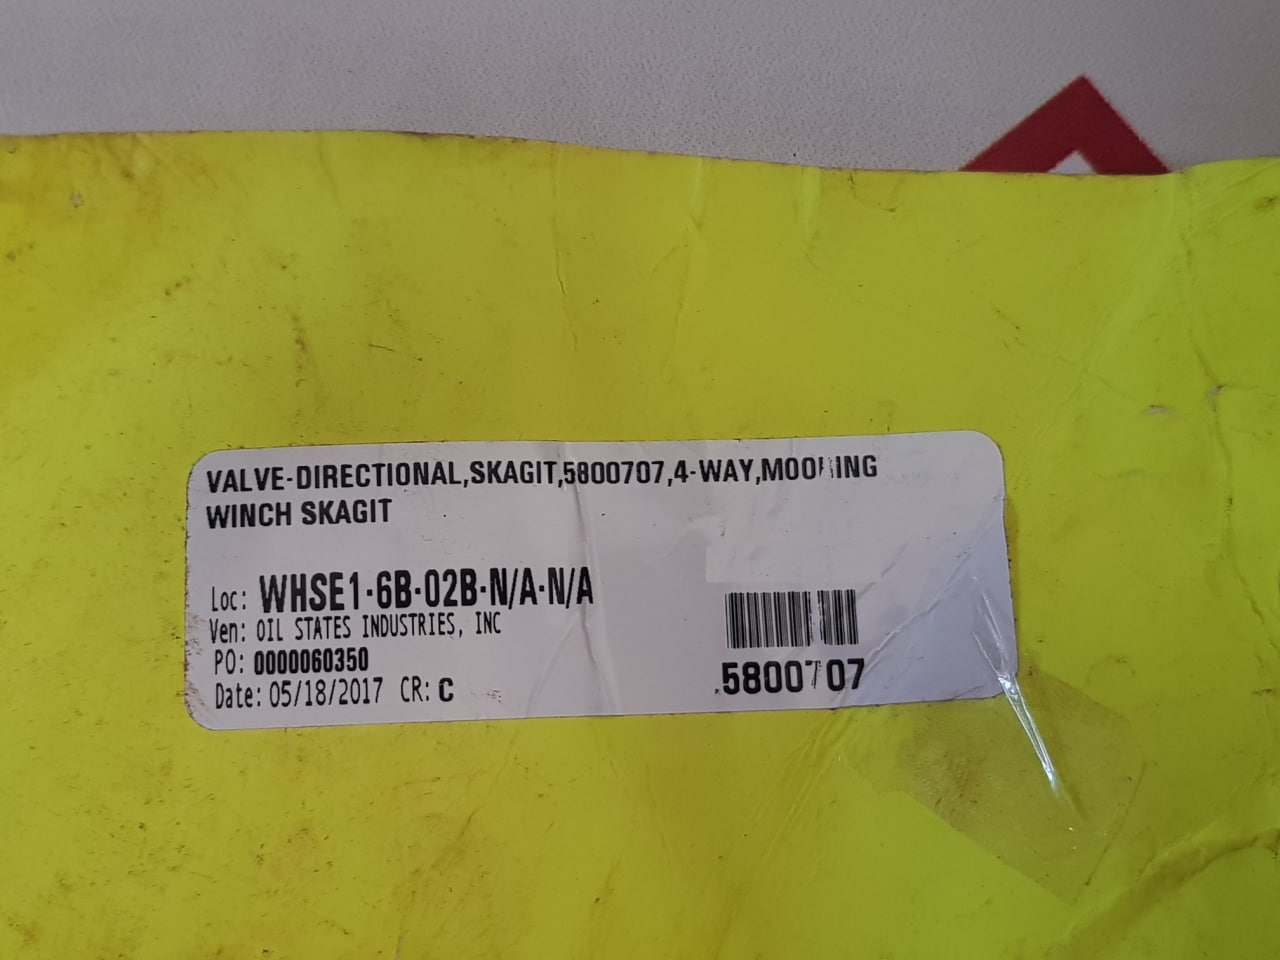 VALVE-DIRECTIONAL,SKAGIT,5800707,4-WAY,MOORING
WINCH SKAGIT
Loc: WHSE1-6B-02B-N/A-N/A
Ven: OIL STATES INDUSTRIES, INC
PO: 0000060350
Date: 05/18/2017 CR: C
5800707